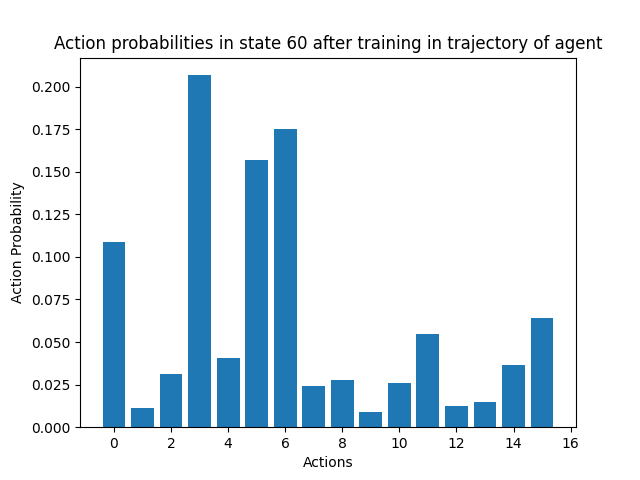 Action probabilities in state 60 after training in trajectory of agent
0.200
0.175
0.150
0.125
0.100
0.075
0.050
0.025
0.000
Action Probability
0 2 4 6 8 10 12 14 16
Actions